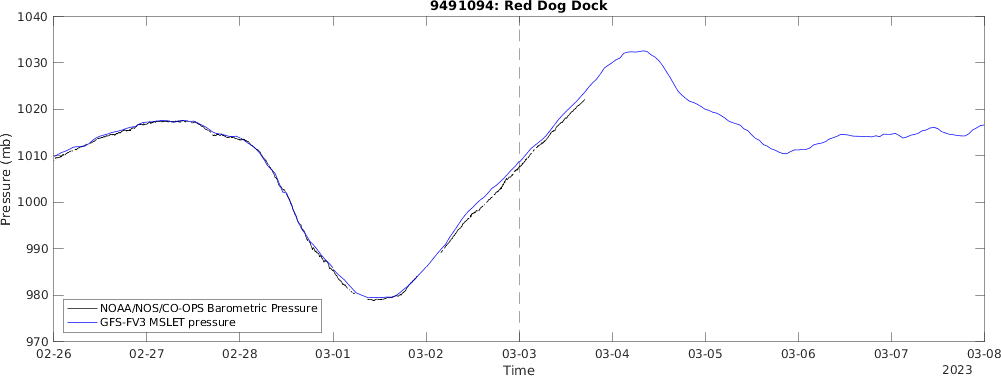 9491094: Red Dog Dock
1040
1030
1020
1010
1000
990
980
970
Pressure (mb)
NOAA/NOS/CO-OPS Barometric Pressure
GFS-FV3 MSLET pressure
02-26 02-27 02-28 03-01 03-02 03-03 03-04 03-05 03-06 03-07 03-08
Time
2023